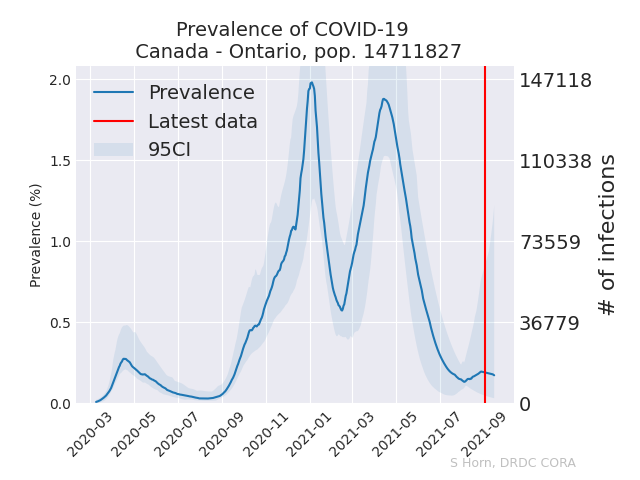 Prevalence of COVID-19
Canada - Ontario, pop. 14711827
Prevalence
Latest data
95CI
2.0
1.5
1.0
0.5
0.0
Prevalence (%)
147118
110338
73559
36779
0
# of infections
2020-03
2020-05
2020-07
2020-09
2020-11
2021-01
2021-03
2021-05
2021-07
2021-09
S Horn, DRDC CORA